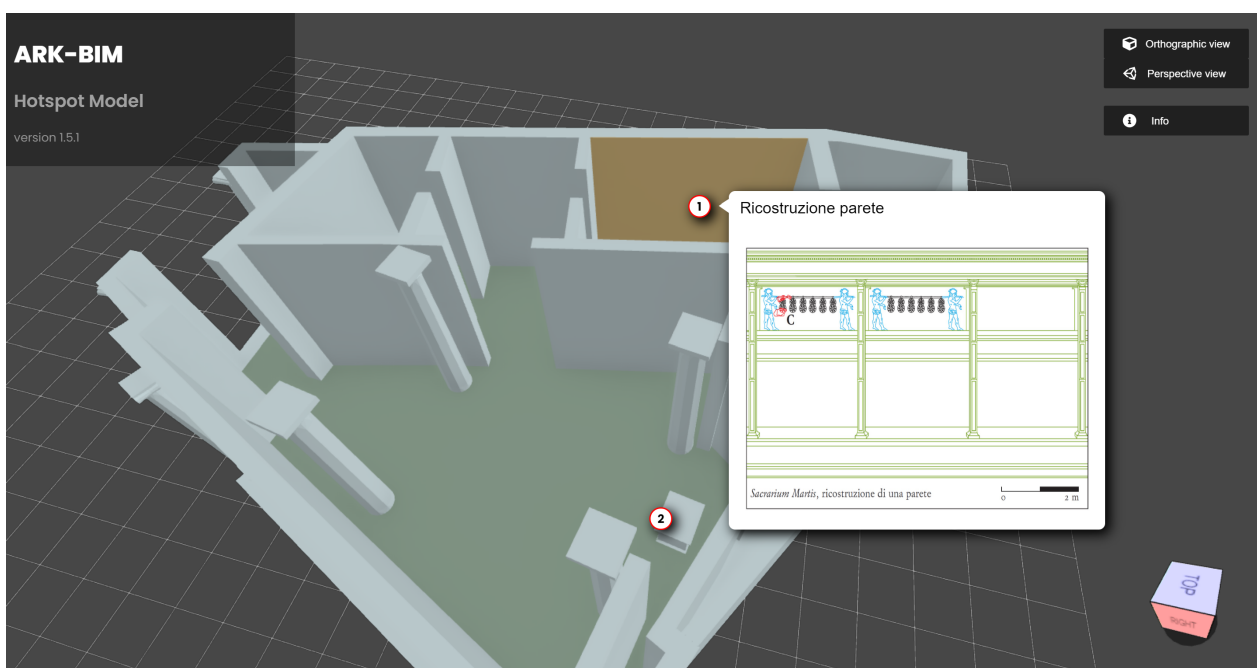 ARK-BIM
Hotspot Model
version 1.5.1
Orthographic view
Perspective view
Info
1
Ricostruzione parete
C
Sacrarium Martis, ricostruzione di una parete
0 2 m
2
TOP
RIGHT